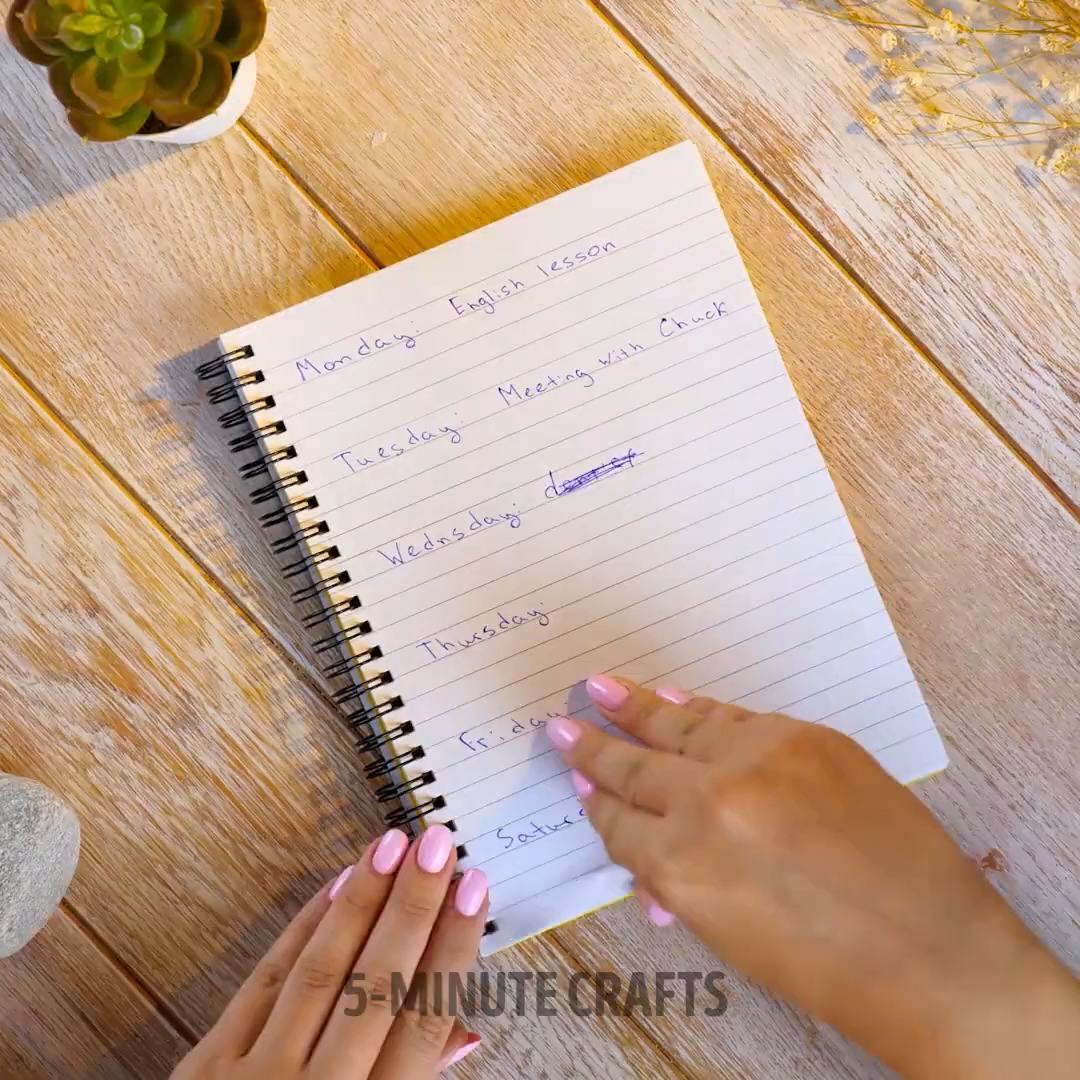 Monday: English lesson
Tuesday: Meeting with Chuck
Wednsday:
Thursday:
Friday
5-MINUTE CRAFTS